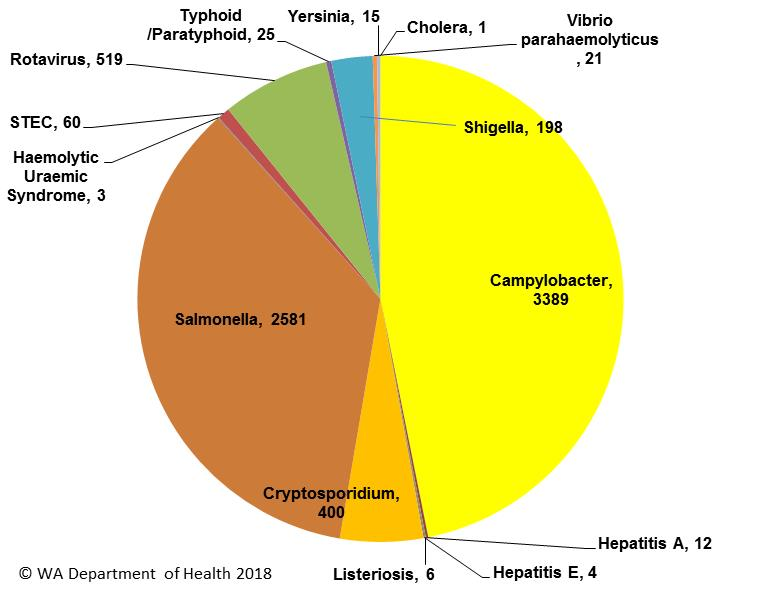 Typhoid
/Paratyphoid, 25
Yersinia, 15
Cholera, 1
Vibrio
parahaemolyticus
, 21
Rotavirus, 519
STEC, 60
Shigella, 198
Haemolytic
Uraemic
Syndrome, 3
Campylobacter,
3389
Salmonella, 2581
Cryptosporidium,
400
Hepatitis A, 12
Hepatitis E, 4
Listeriosis, 6
© WA Department of Health 2018